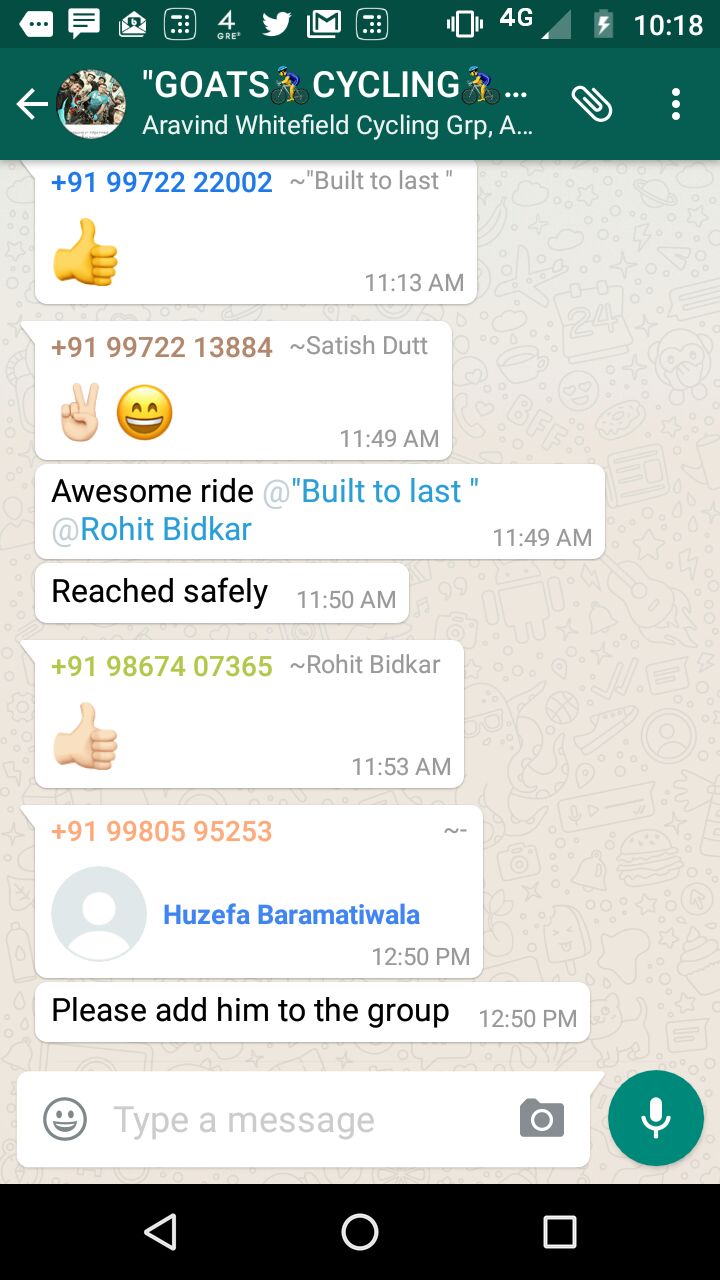 4
GRE®
4G
10:18
"GOATS🚴CYCLING🚴...
Aravind Whitefield Cycling Grp, A...
+91 99722 22002 ~"Built to last "
👍
11:13 AM
+91 99722 13884 ~Satish Dutt
✌🏻😄
11:49 AM
Awesome ride @"Built to last "
@Rohit Bidkar
11:49 AM
Reached safely 11:50 AM
+91 98674 07365 ~Rohit Bidkar
👍🏻
11:53 AM
+91 99805 95253 ~-
Huzefa Baramatiwala
12:50 PM
Please add him to the group 12:50 PM
Type a message